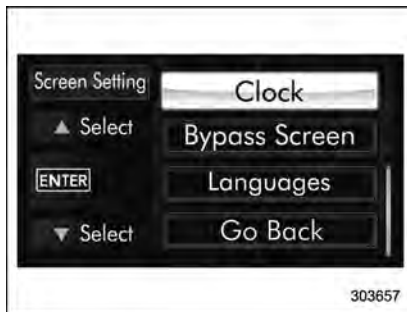 Screen Setting
Clock
▲ Select
Bypass Screen
ENTER
Languages
▼ Select
Go Back
303657